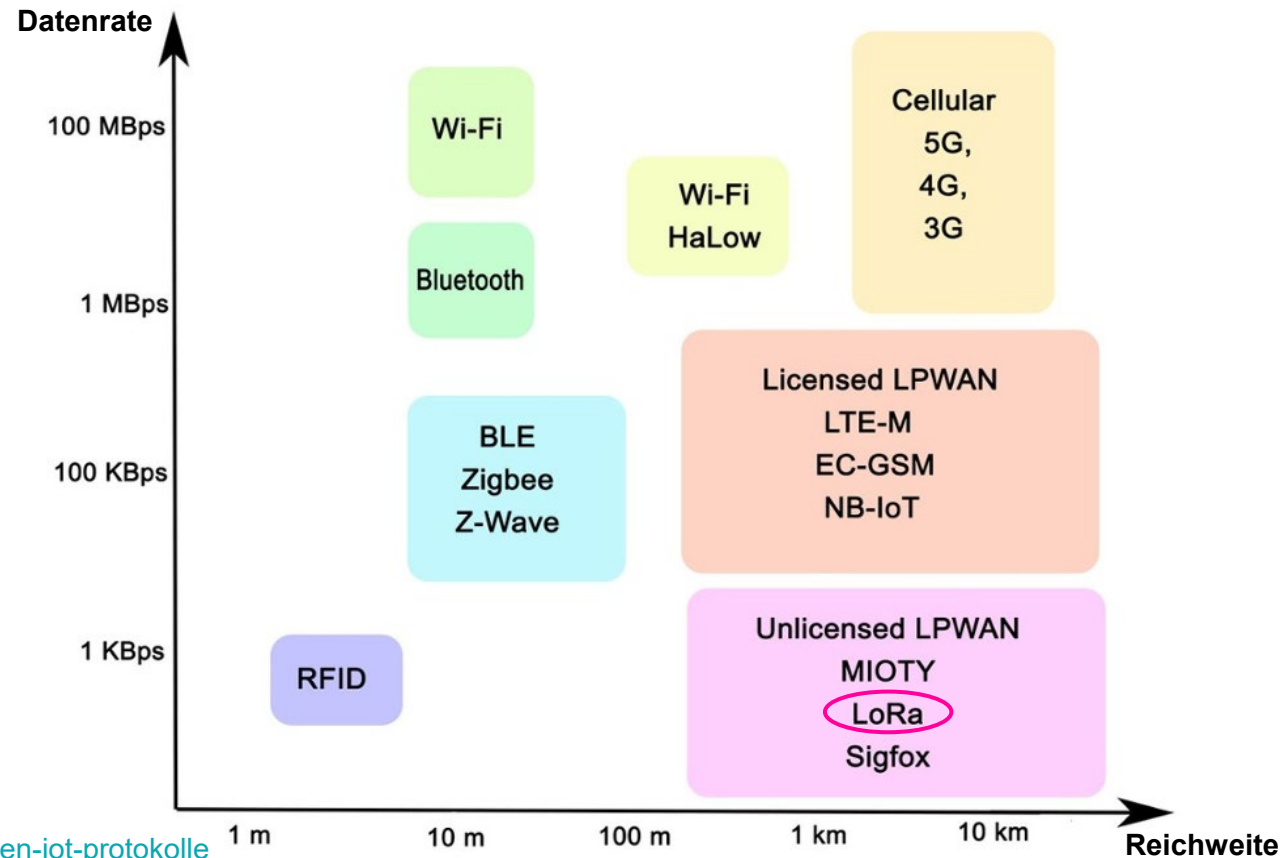 Datenrate
100 MBps
1 MBps
100 KBps
1 KBps
Wi-Fi
Bluetooth
Wi-Fi
HaLow
Cellular
5G,
4G,
3G
BLE
Zigbee
Z-Wave
Licensed LPWAN
LTE-M
EC-GSM
NB-IoT
RFID
Unlicensed LPWAN
MIOTY
LoRa
Sigfox
1 m
10 m
100 m
1 km
10 km
Reichweite
en-iot-protokolle